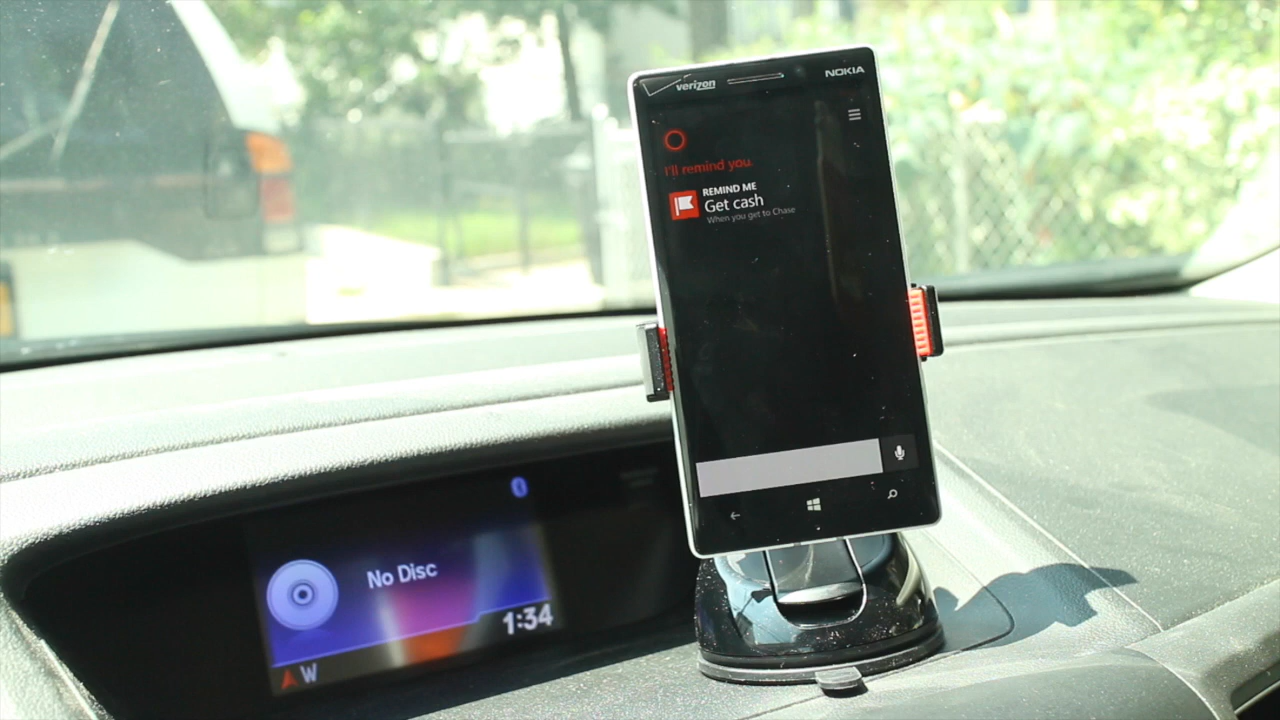 verizon
NOKIA
I'll remind you.
REMIND ME
Get cash
When you get to Chase
No Disc
1:34
W